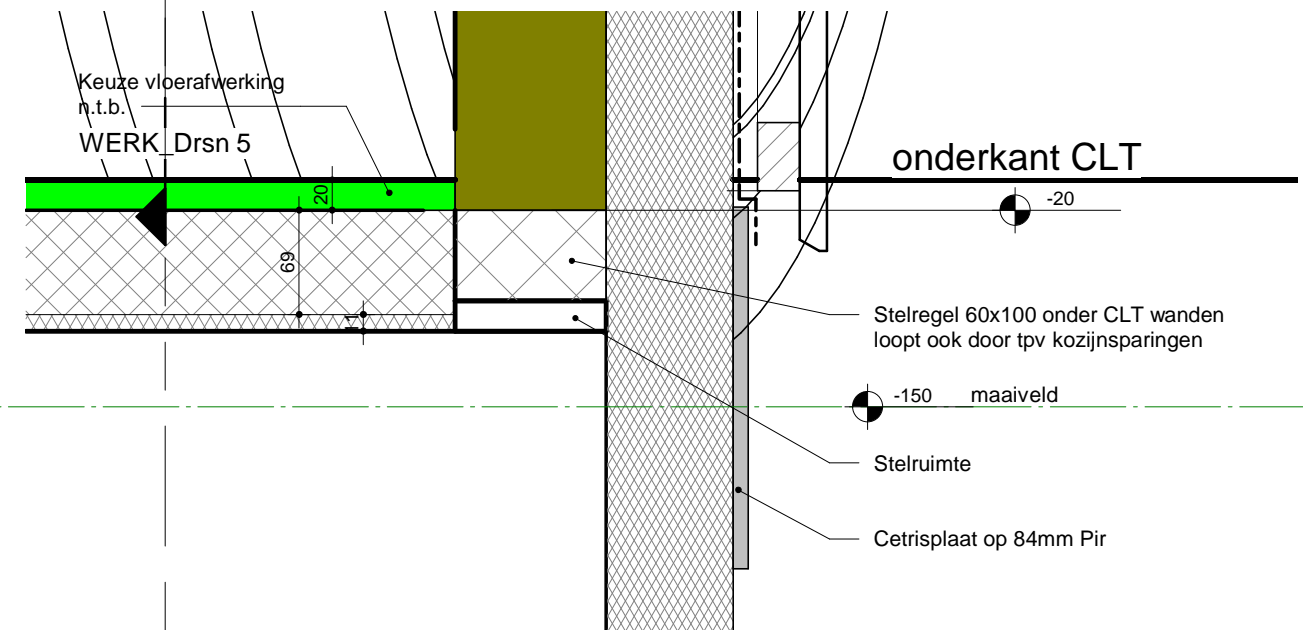 Keuze vloerafwerking
n.t.b.
WERK_Drsn 5
onderkant CLT
20
-20
69
11
Stelregel 60x100 onder CLT wanden
loopt ook door tpv kozijnsparingen
-150 maaiveld
Stelruimte
Cetrisplaat op 84mm Pir